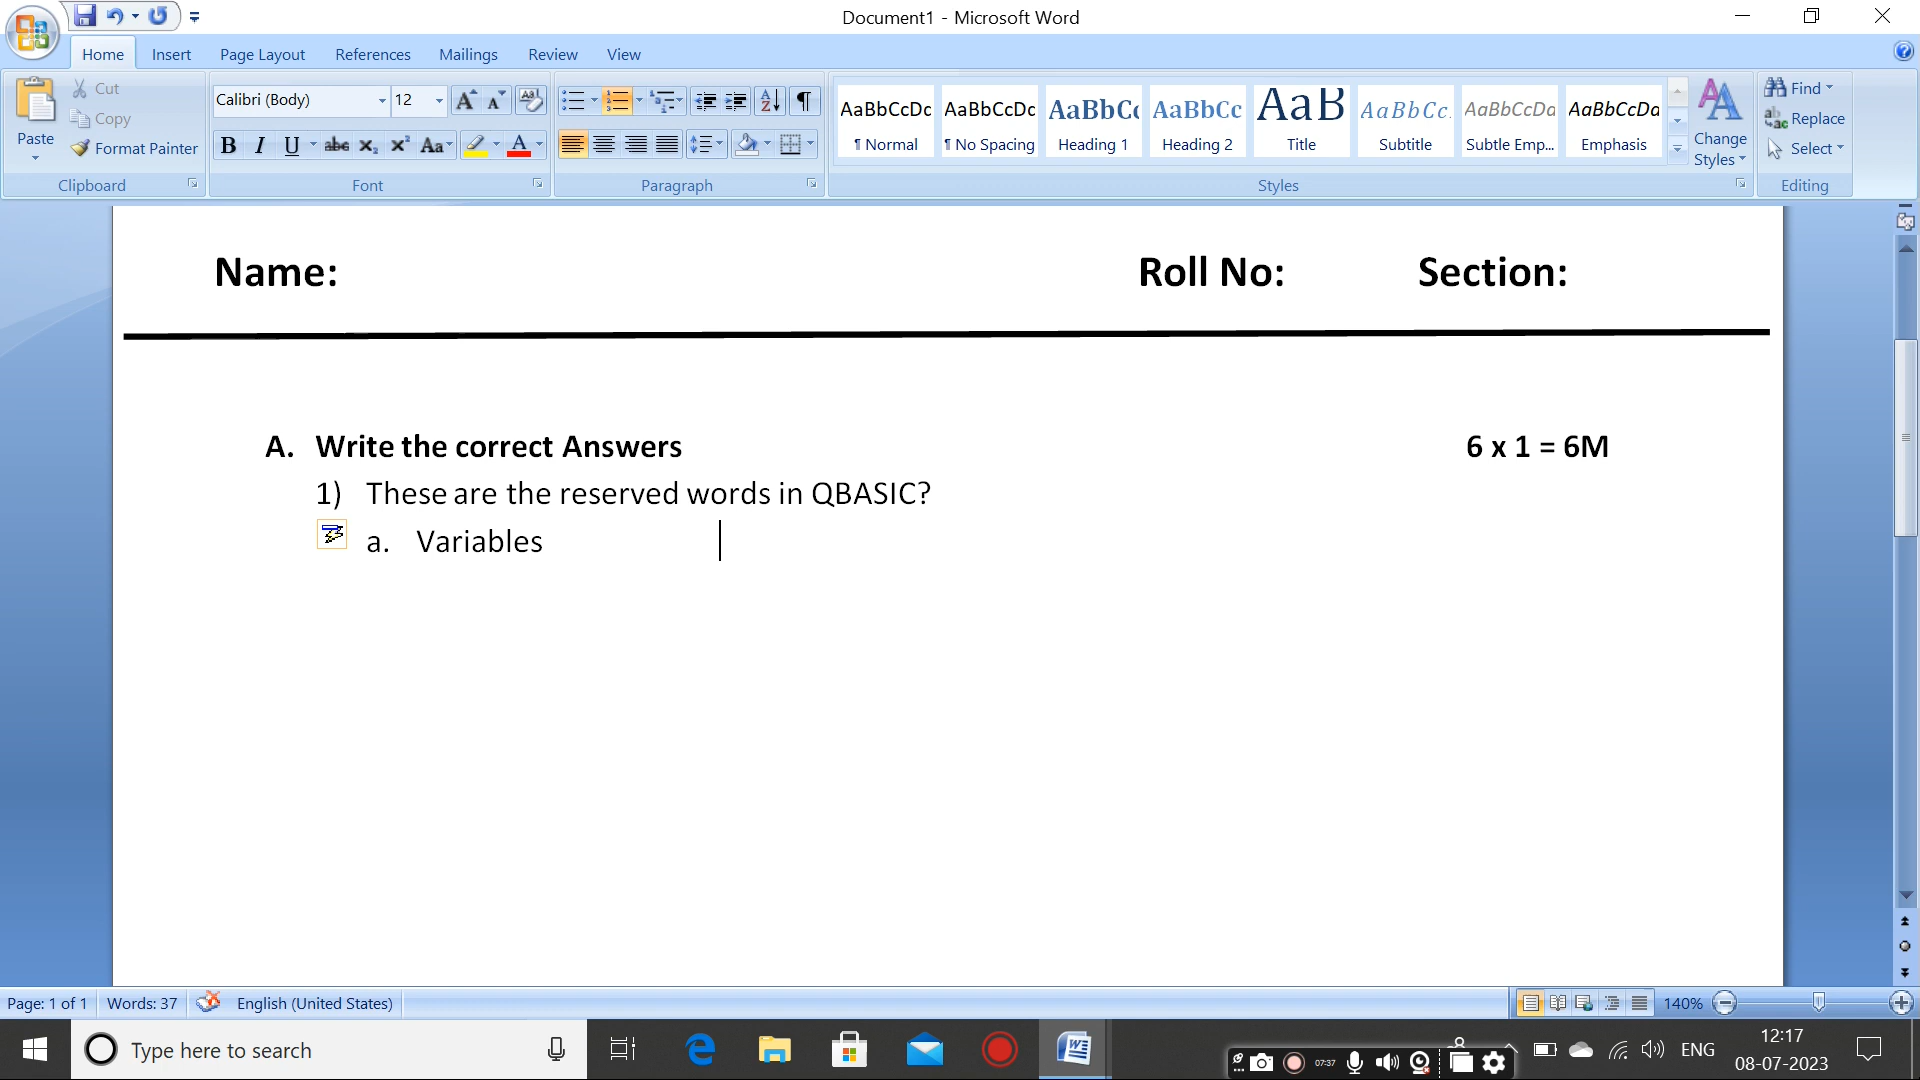 Document1 - Microsoft Word
Home Insert Page Layout References Mailings Review View
Paste
Cut
Copy
Format Painter
Clipboard
Calibri (Body) 12
Font
Paragraph
AaBbCcDc AaBbCcDc AaBbC AaBbCc AaB AaBbCc. AaBbCcDa AaBbCcDa
¶ Normal ¶ No Spacing Heading 1 Heading 2 Title Subtitle Subtle Emp... Emphasis
Change
Styles
Styles
Find
Replace
Select
Editing
Name: Roll No: Section:
A. Write the correct Answers 6 x 1 = 6M
1) These are the reserved words in QBASIC?
a. Variables
Page: 1 of 1 Words: 37 English (United States) 140%
Type here to search
07:37
ENG
12:17
08-07-2023